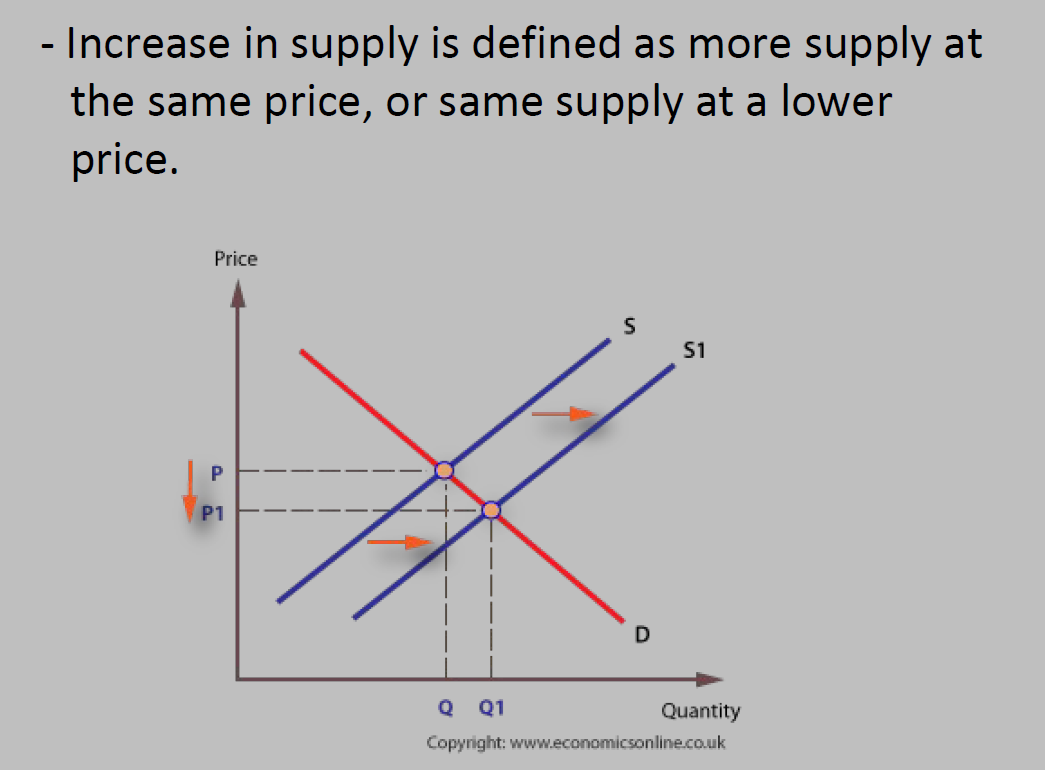 - Increase in supply is defined as more supply at
the same price, or same supply at a lower
price.
Price
S
S1
P
P1
D
Q Q1
Quantity
Copyright: www.economicsonline.co.uk